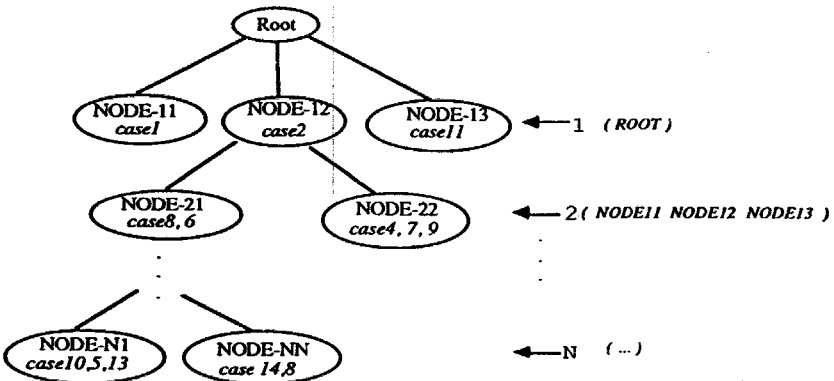 Root
NODE-11
case1
NODE-12
case2
NODE-13
case11
1 (ROOT)
NODE-21
case8, 6
NODE-22
case4, 7, 9
2 ( NODE11 NODE12 NODE13 )
NODE-N1
case10,5,13
NODE-NN
case 14,8
N (...)